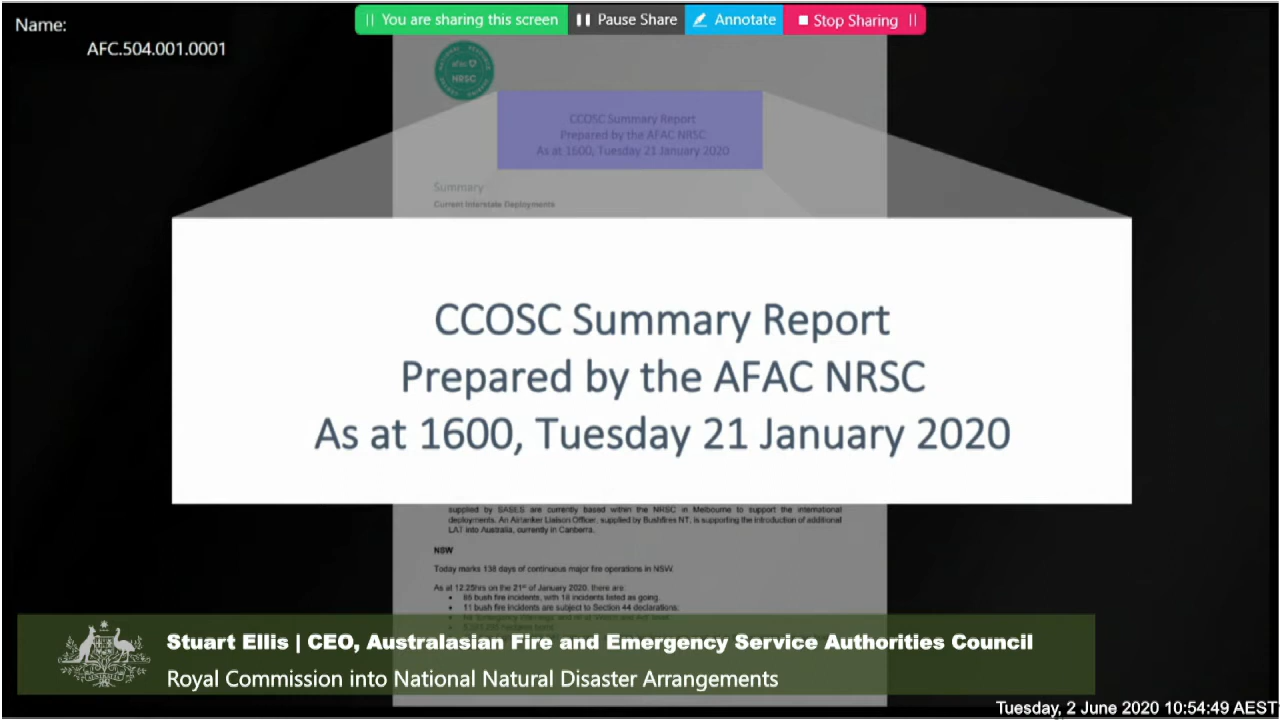 Name:
AFC.504.001.0001
You are sharing this screen
Pause Share
Annotate
Stop Sharing
afac
NRSC
CCOSC Summary Report
Prepared by the AFAC NRSC
As at 1600, Tuesday 21 January 2020
Summary
Current Interstate Deployments
CCOSC Summary Report
Prepared by the AFAC NRSC
As at 1600, Tuesday 21 January 2020
supplied by SASES are currently based within the NRSC in Melbourne to support the international
deployments. An Airtanker Liaison Officer, supplied by Bushfires NT, is supporting the introduction of additional
LAT into Australia, currently in Canberra.
NSW
Today marks 138 days of continuous major fire operations in NSW.
As at 12:25hrs on the 21st of January 2020, there are:
• 65 bush fire incidents, with 18 incidents listed as going.
• 11 bush fire incidents are subject to Section 44 declarations.
Stuart Ellis | CEO, Australasian Fire and Emergency Service Authorities Council
Royal Commission into National Natural Disaster Arrangements
Tuesday, 2 June 2020 10:54:49 AEST